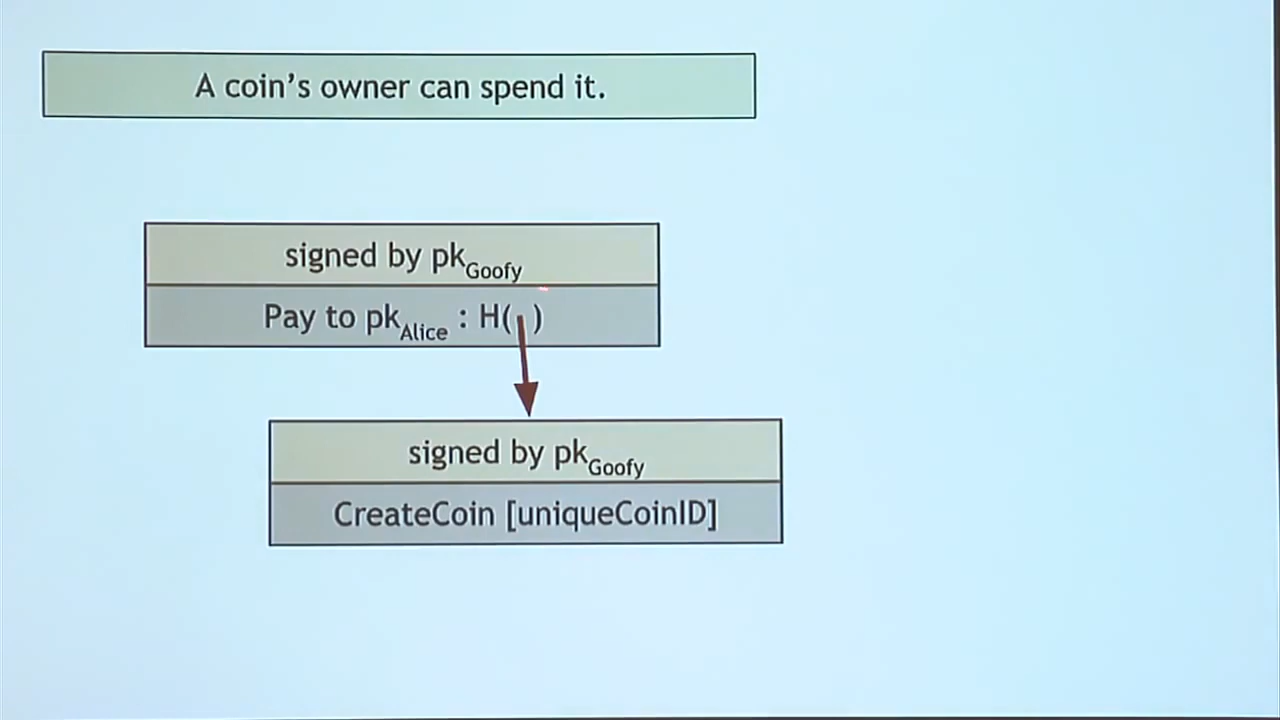 A coin’s owner can spend it.
signed by pkGoofy
Pay to pkAlice : H( )
signed by pkGoofy
CreateCoin [uniqueCoinID]